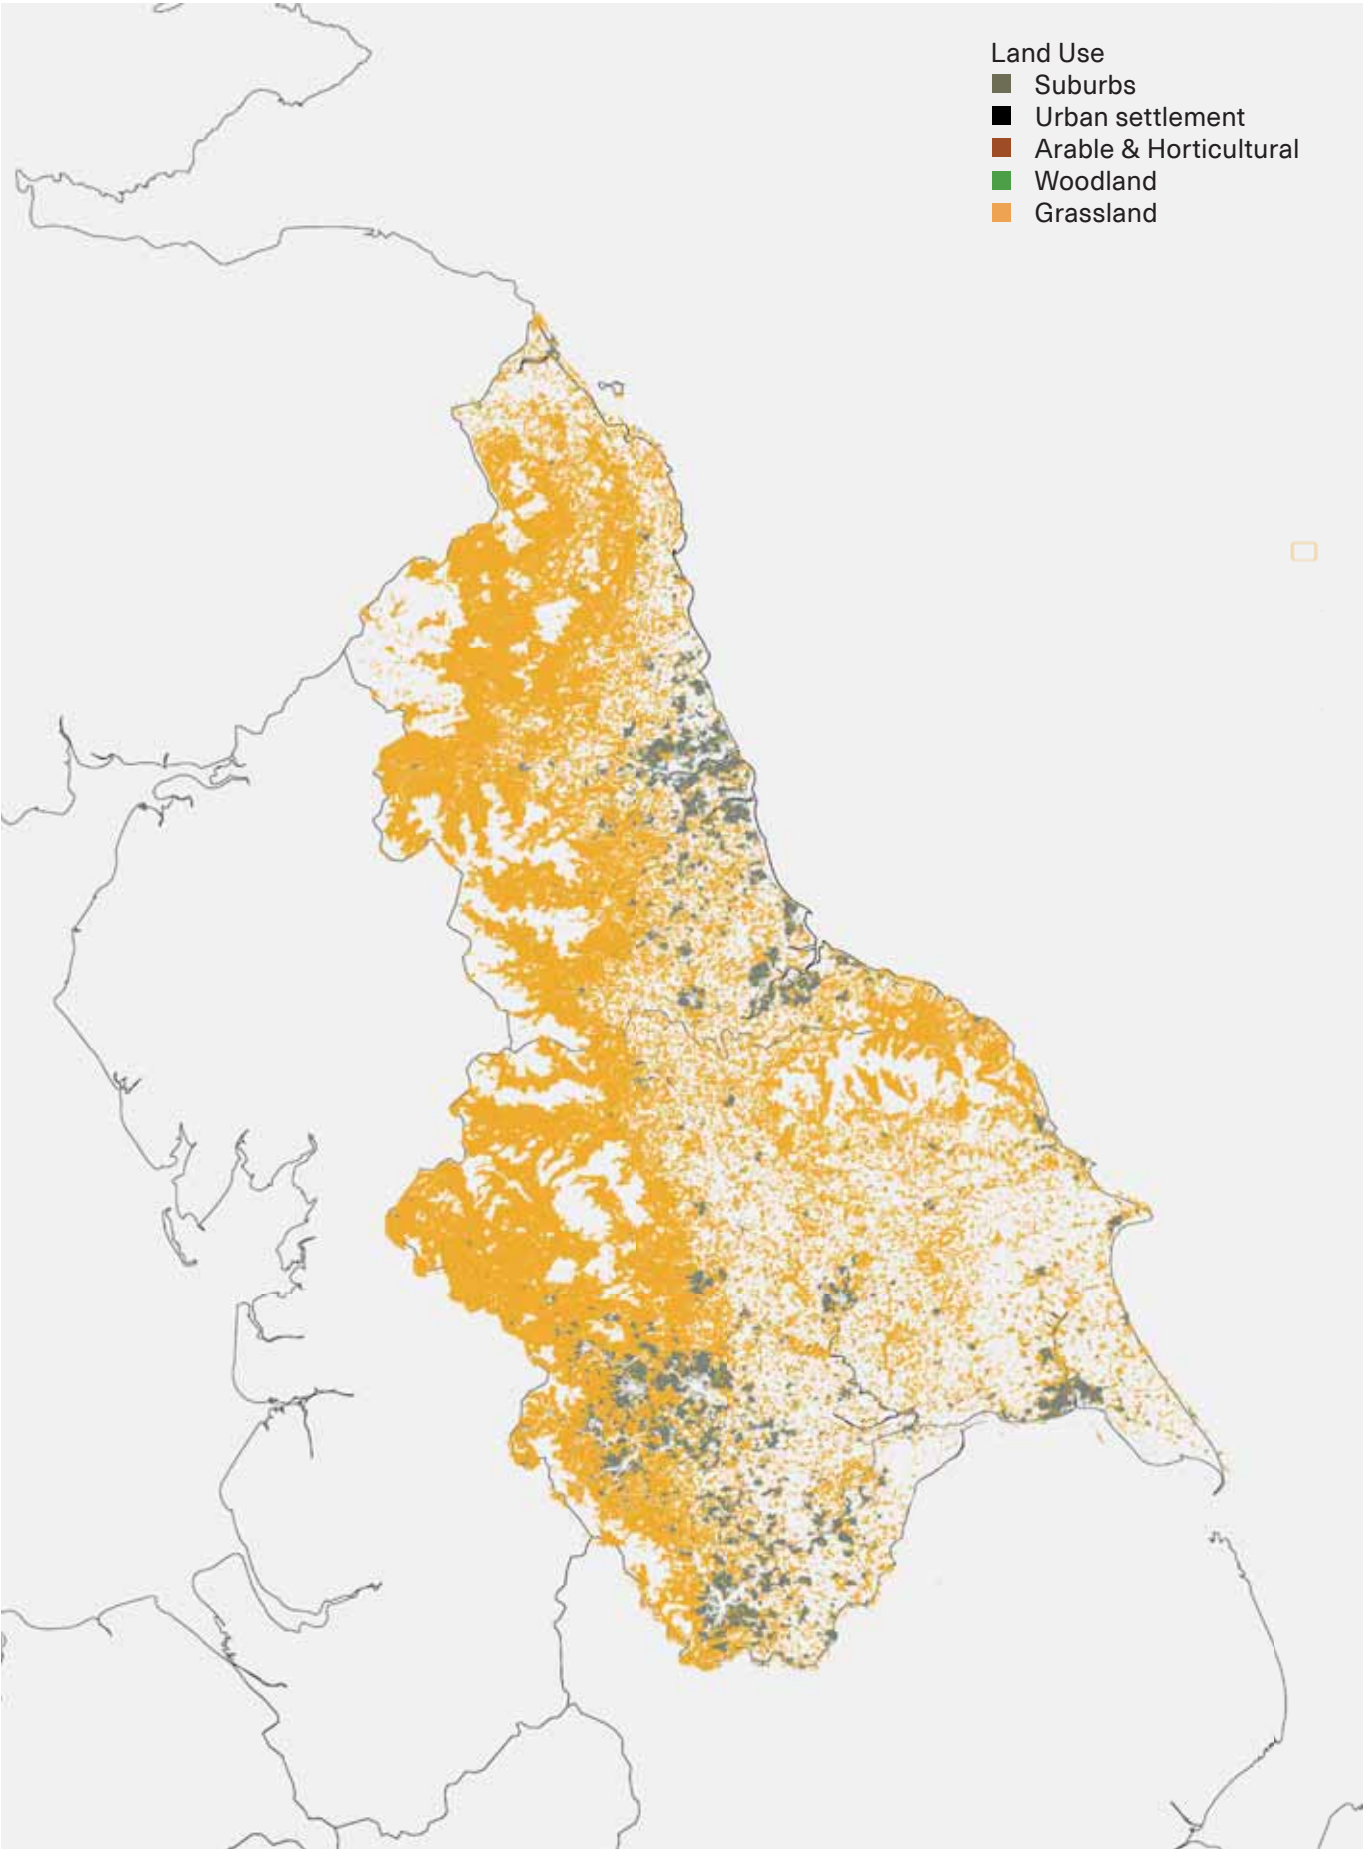 Land Use
Suburbs
Urban settlement
Arable & Horticultural
Woodland
Grassland